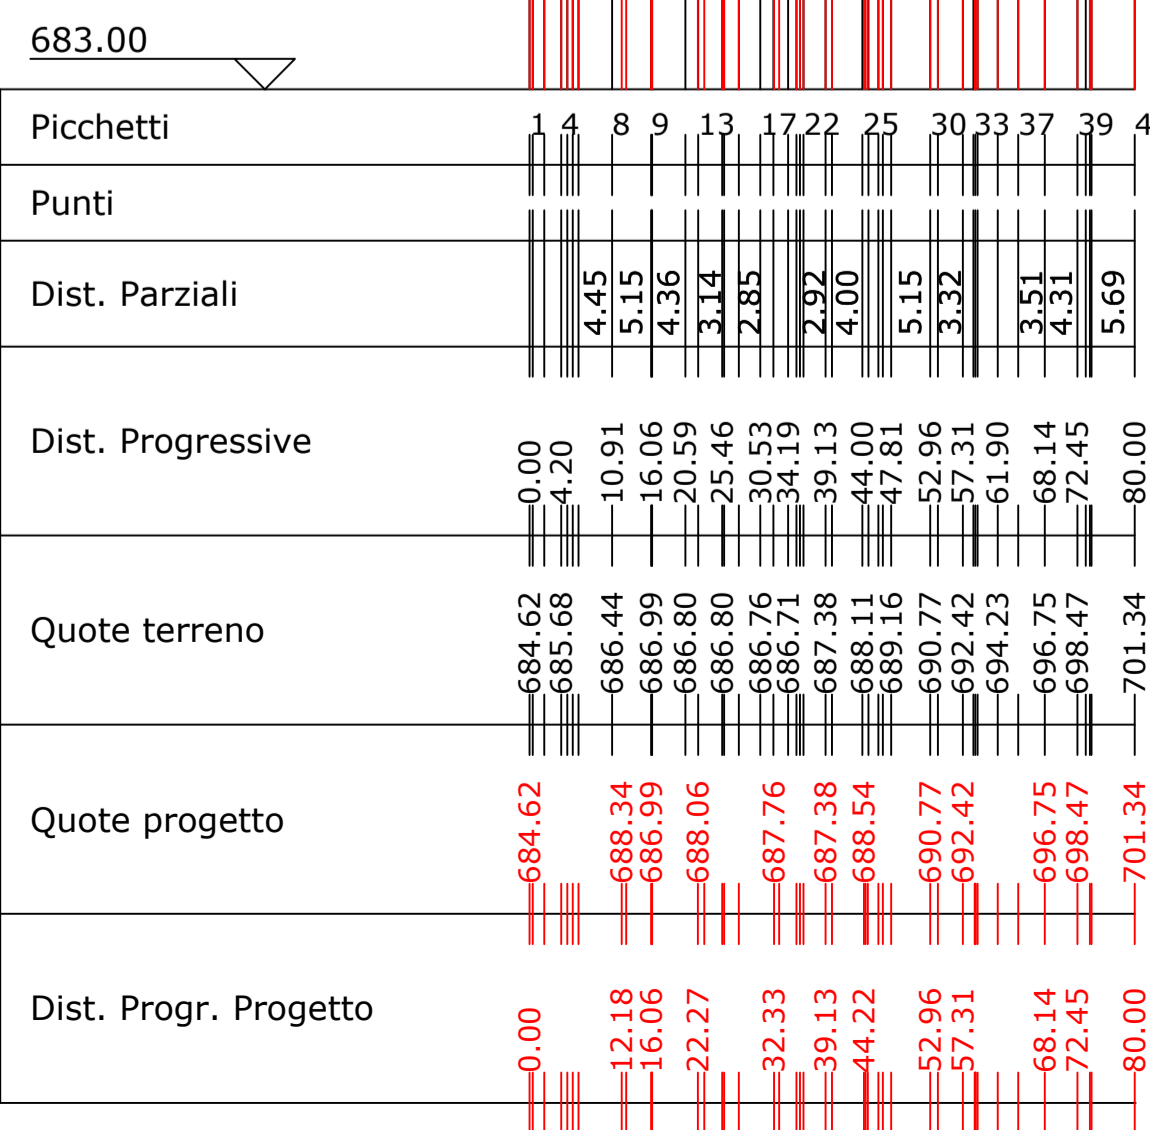 683.00
Picchetti 1 4 8 9 13 17 22 25 30 33 37 39 4
Punti
Dist. Parziali 4.45 5.15 4.36 3.14 2.85 2.92 4.00 5.15 3.32 3.51 4.31 5.69
Dist. Progressive 0.00 4.20 10.91 16.06 20.59 25.46 30.53 34.19 39.13 44.00 47.81 52.96 57.31 61.90 68.14 72.45 80.00
Quote terreno 684.62 685.68 686.44 686.99 686.80 686.80 686.76 686.71 687.38 688.11 689.16 690.77 692.42 694.23 696.75 698.47 701.34
Quote progetto 684.62 688.34 686.99 688.06 687.76 687.38 688.54 690.77 692.42 696.75 698.47 701.34
Dist. Progr. Progetto 0.00 12.18 16.06 22.27 32.33 39.13 44.22 52.96 57.31 68.14 72.45 80.00